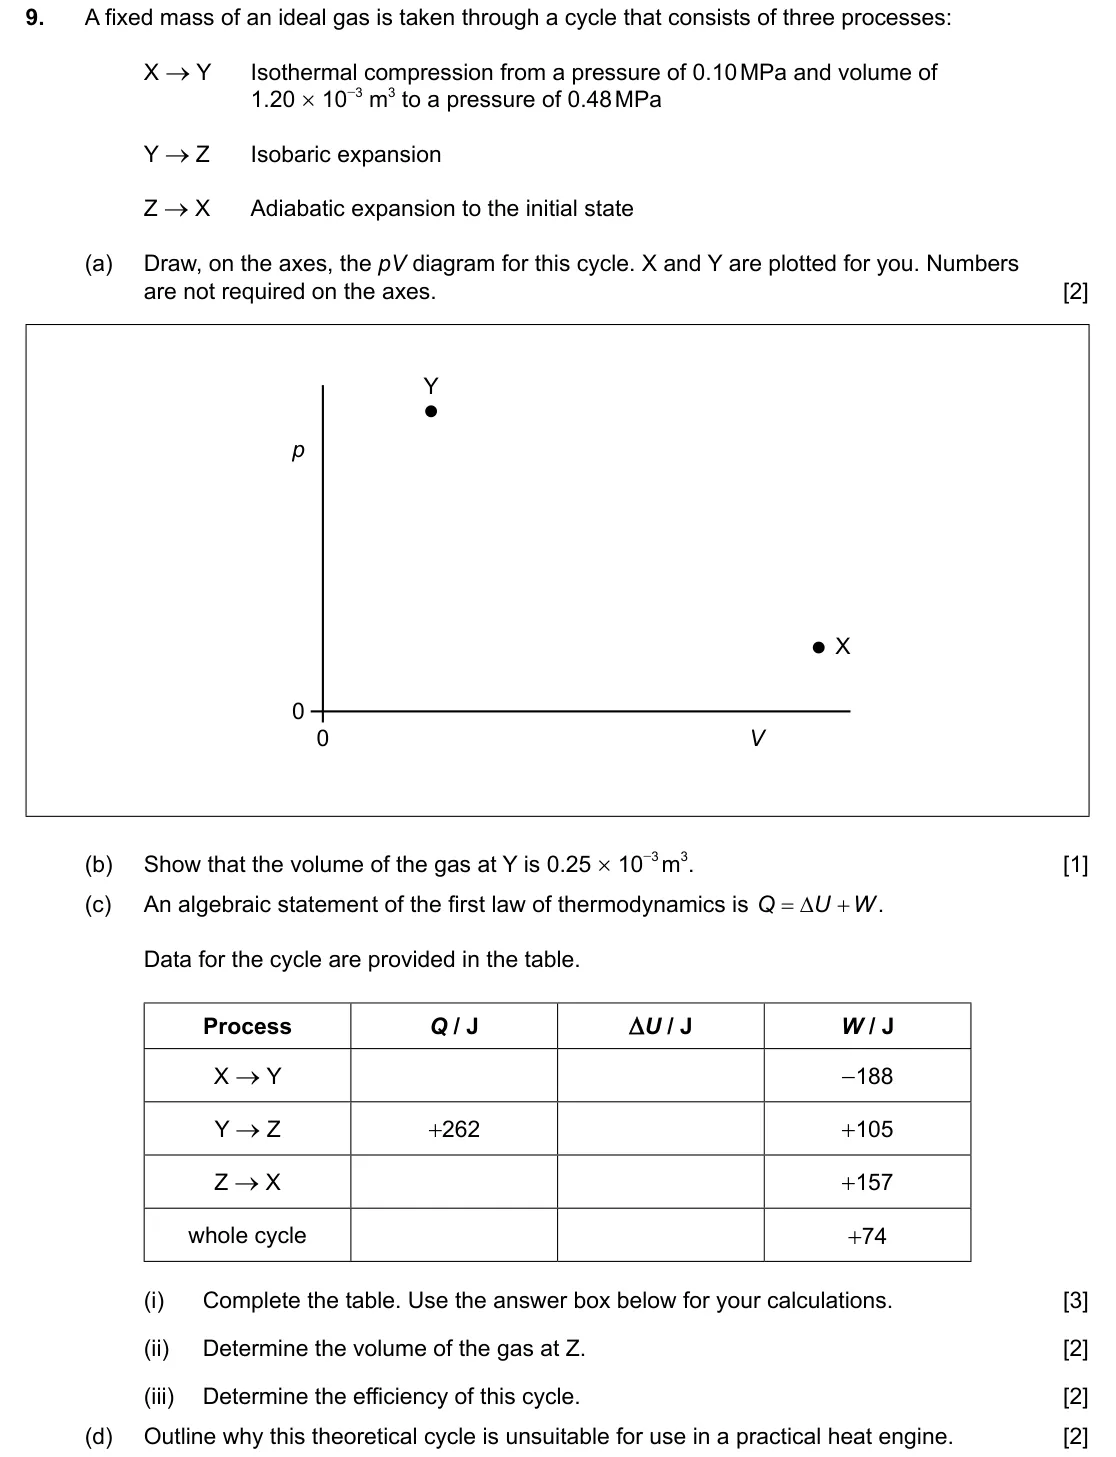 9. A fixed mass of an ideal gas is taken through a cycle that consists of three processes:
X → Y Isothermal compression from a pressure of 0.10 MPa and volume of
1.20 × 10⁻³ m³ to a pressure of 0.48 MPa
Y → Z Isobaric expansion
Z → X Adiabatic expansion to the initial state
(a) Draw, on the axes, the pV diagram for this cycle. X and Y are plotted for you. Numbers
are not required on the axes. [2]
Y
p
X
0
0 V
(b) Show that the volume of the gas at Y is 0.25 × 10⁻³ m³. [1]
(c) An algebraic statement of the first law of thermodynamics is Q = ΔU + W.
Data for the cycle are provided in the table.
Process Q / J ΔU / J W / J
X → Y −188
Y → Z +262 +105
Z → X +157
whole cycle +74
(i) Complete the table. Use the answer box below for your calculations. [3]
(ii) Determine the volume of the gas at Z. [2]
(iii) Determine the efficiency of this cycle. [2]
(d) Outline why this theoretical cycle is unsuitable for use in a practical heat engine. [2]